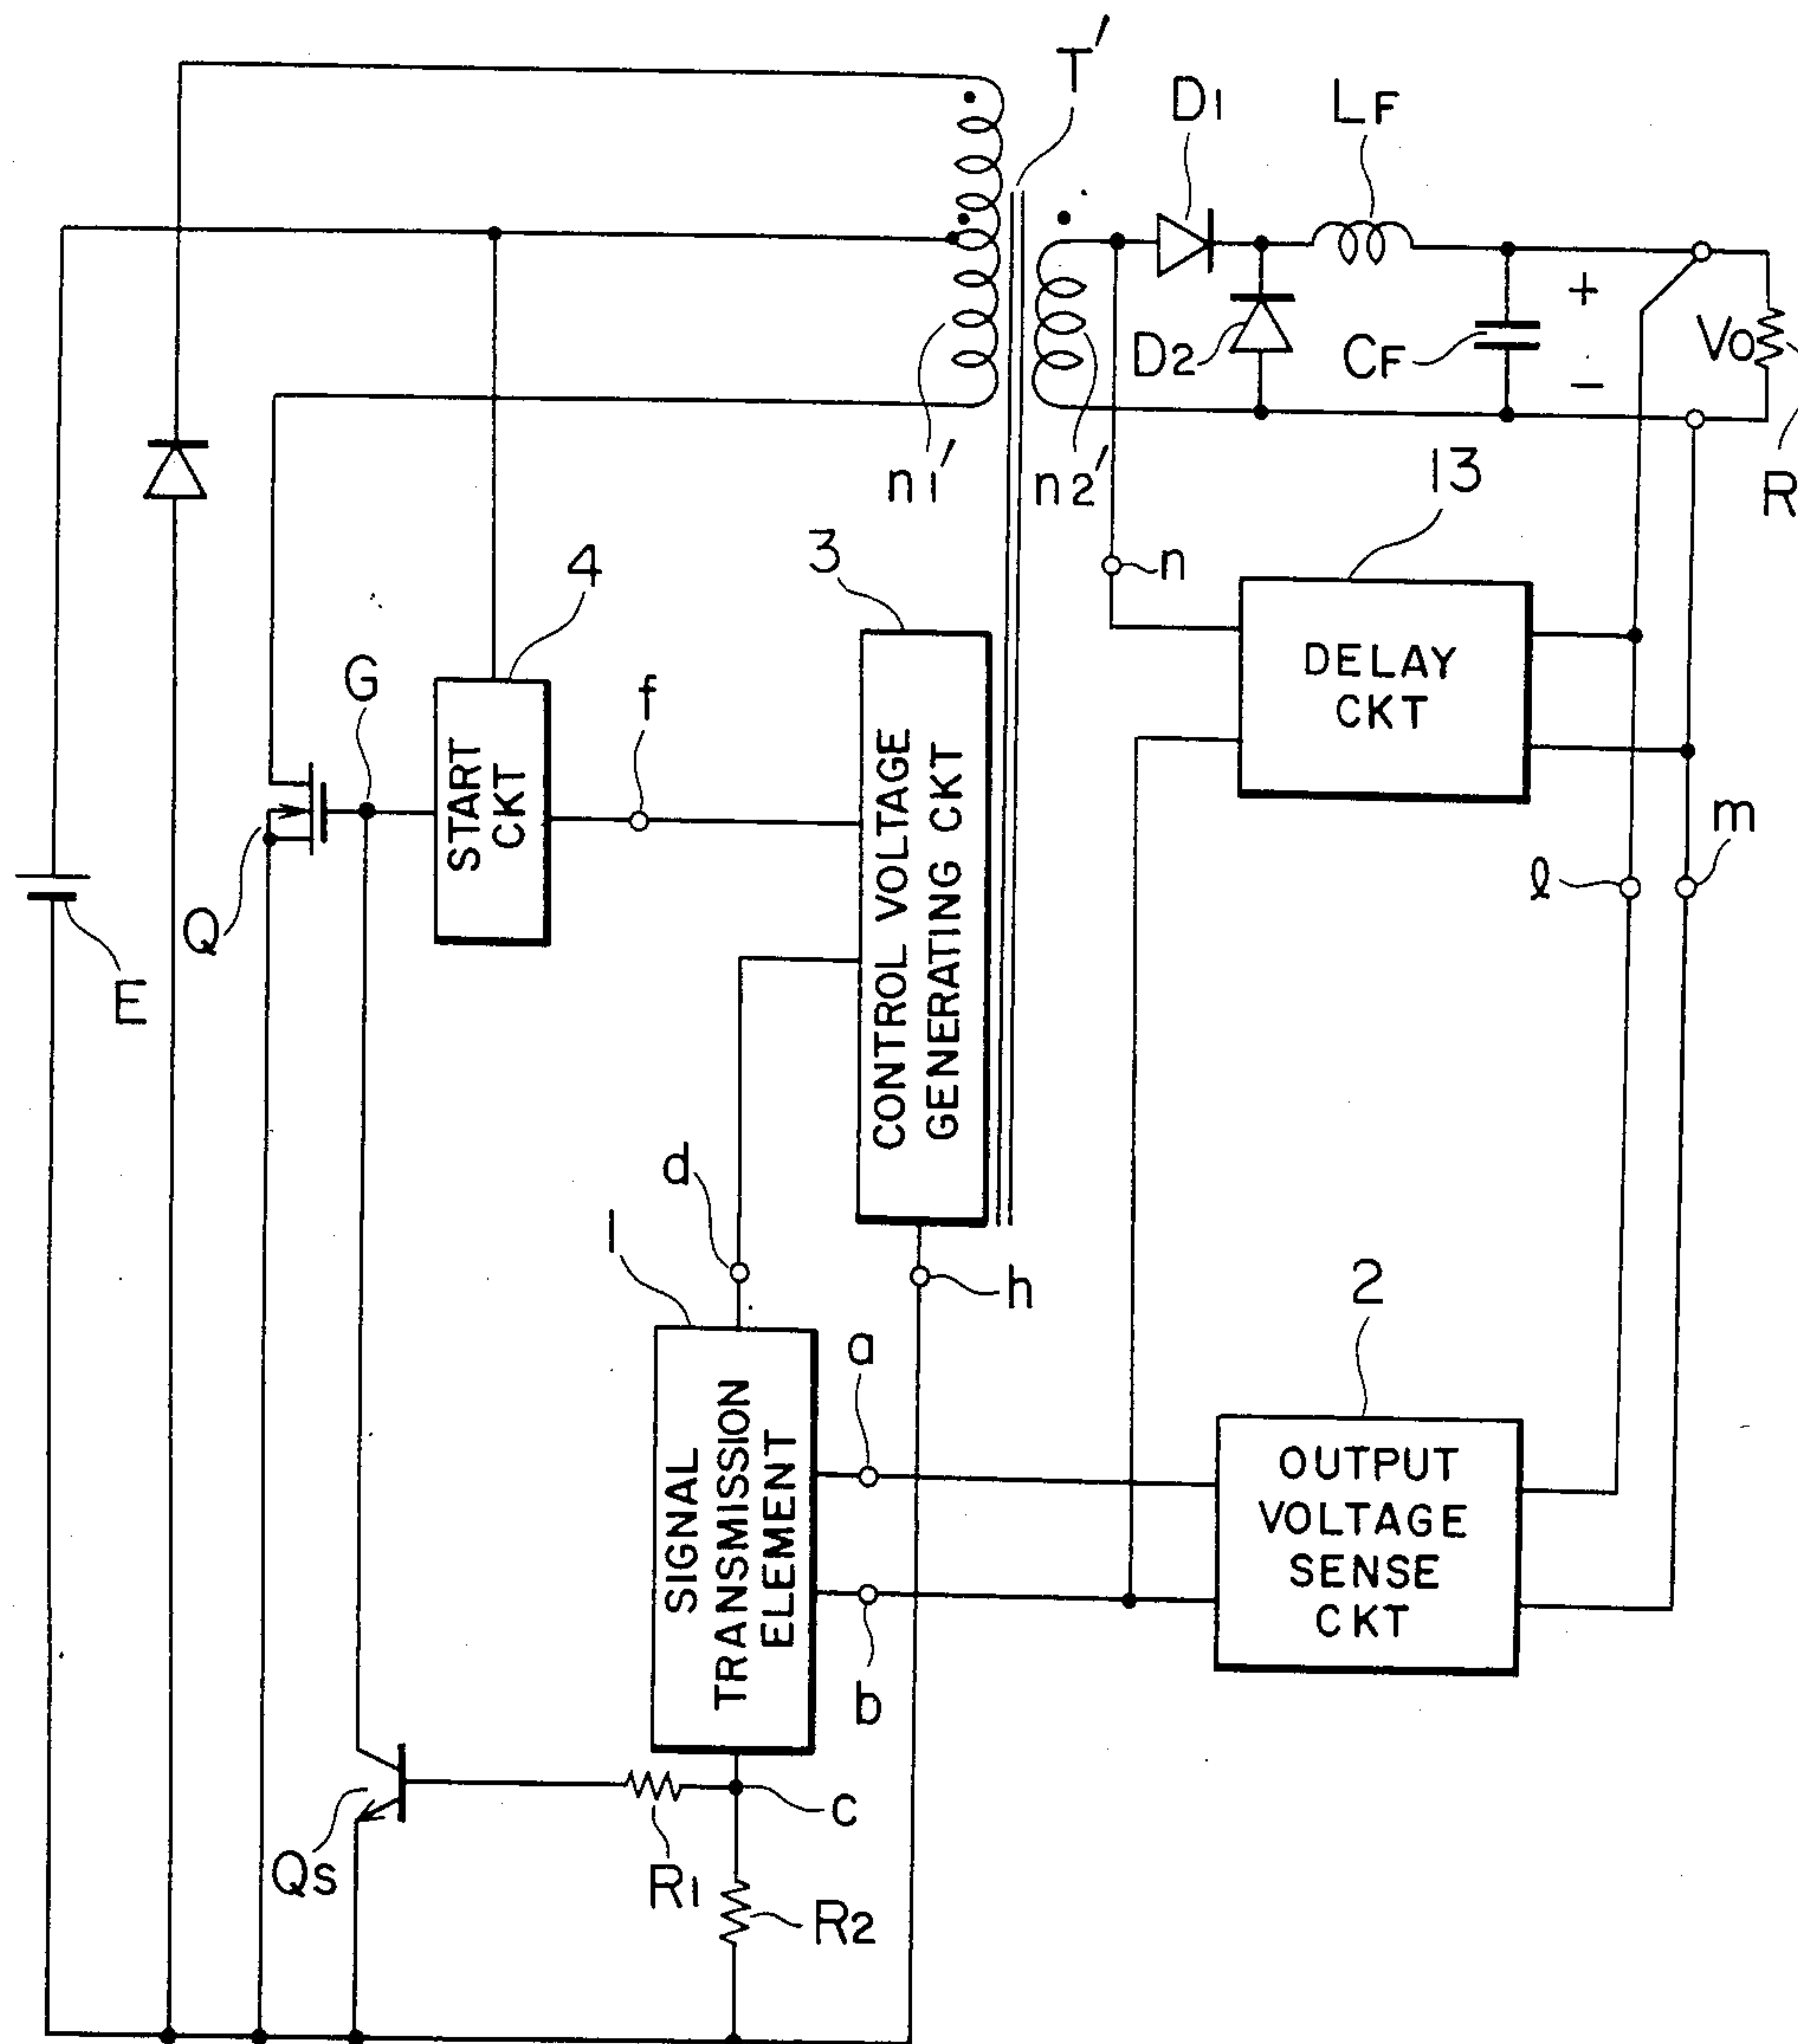 T'
D1
LF
D2
CF
+
−
Vo
R
n1'
n2'
13
n
DELAY
CKT
4
3
G
f
START
CKT
CONTROL VOLTAGE
GENERATING CKT
m
ℓ
Q
E
d
h
1
2
a
SIGNAL
TRANSMISSION
ELEMENT
OUTPUT
VOLTAGE
SENSE
CKT
b
c
Qs
R1
R2